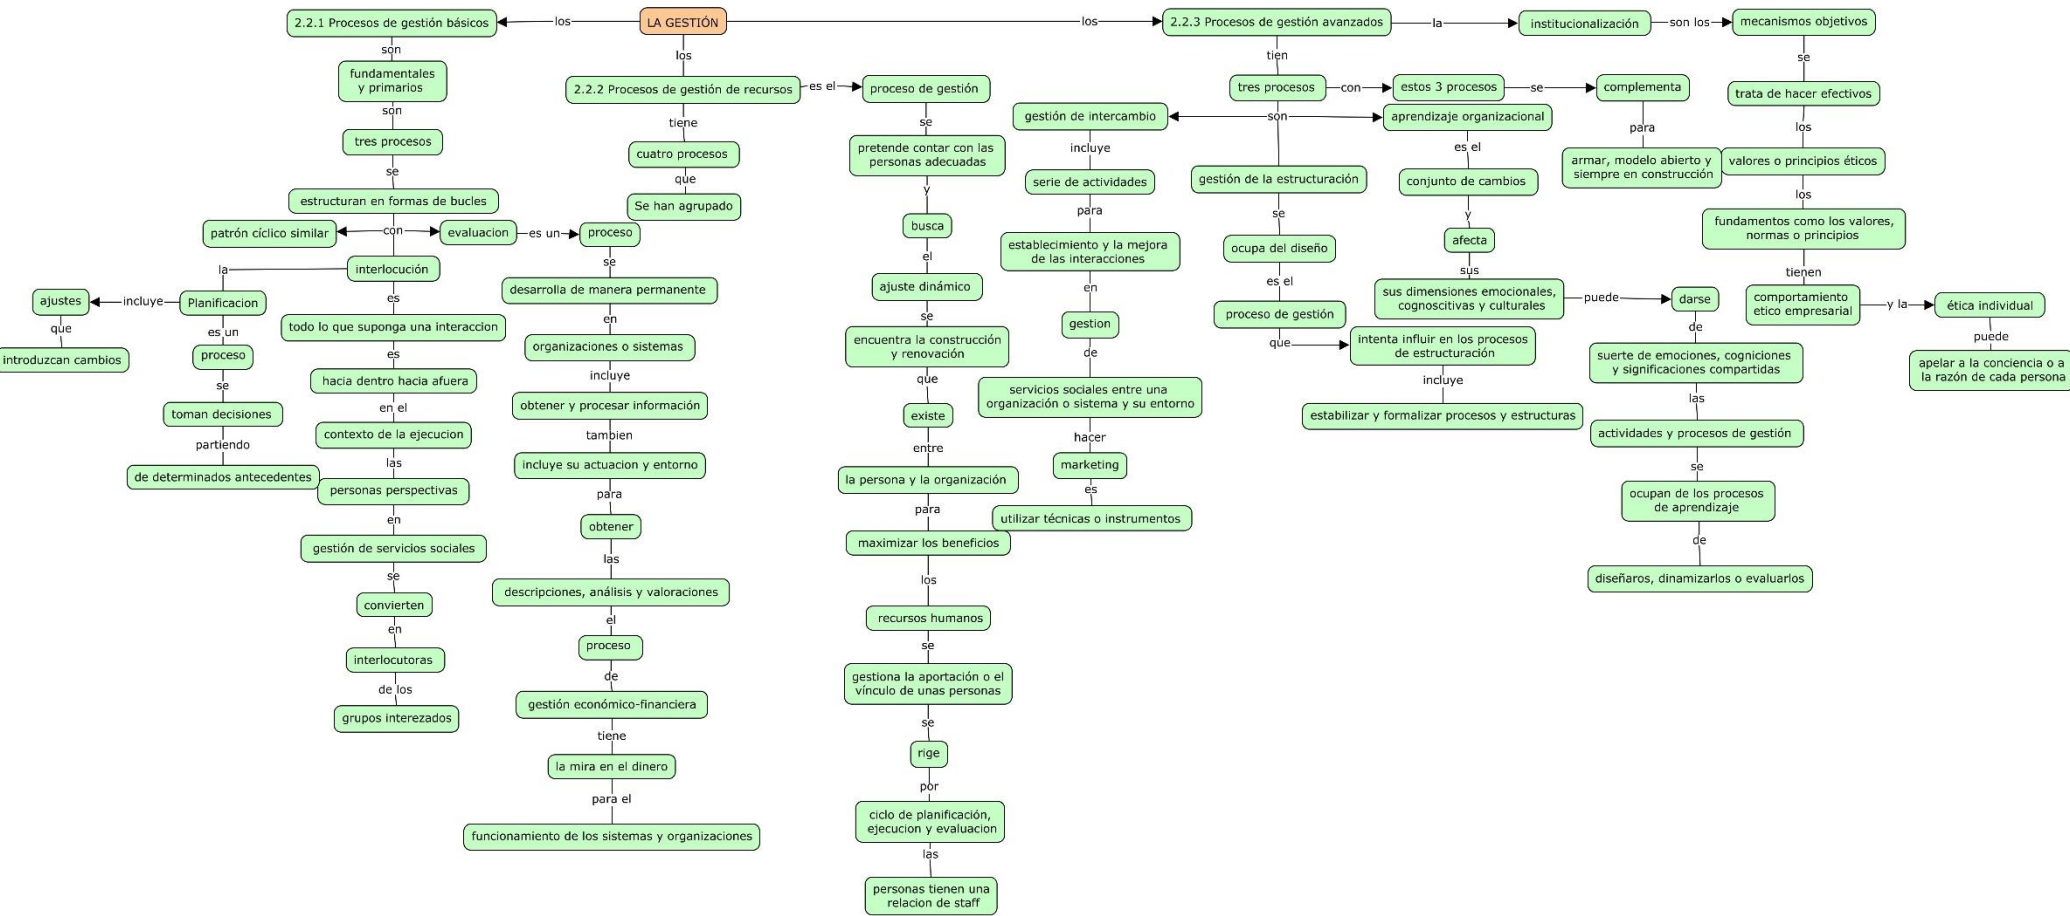 LA GESTIÓN
los
2.2.1 Procesos de gestión básicos
son
fundamentales
y primarios
son
tres procesos
se
estructuran en formas de bucles
con
patrón cíclico similar
evaluacion
es un
proceso
interlocución
la
Planificacion
incluye
ajustes
que
introduzcan cambios
es un
proceso
se
toman decisiones
partiendo
de determinados antecedentes
es
todo lo que suponga una interaccion
es
hacia dentro hacia afuera
en el
contexto de la ejecucion
las
personas perspectivas
en
gestión de servicios sociales
se
convierten
en
interlocutoras
de los
grupos interezados
se
desarrolla de manera permanente
en
organizaciones o sistemas
incluye
obtener y procesar información
tambien
incluye su actuacion y entorno
para
obtener
las
descripciones, análisis y valoraciones
el
proceso
de
gestión económico-financiera
tiene
la mira en el dinero
para el
funcionamiento de los sistemas y organizaciones
los
2.2.2 Procesos de gestión de recursos
tiene
cuatro procesos
que
Se han agrupado
es el
proceso de gestión
se
pretende contar con las
personas adecuadas
y
busca
el
ajuste dinámico
se
encuentra la construcción
y renovación
que
existe
entre
la persona y la organización
para
maximizar los beneficios
los
recursos humanos
se
gestiona la aportación o el
vínculo de unas personas
se
rige
por
ciclo de planificación,
ejecucion y evaluacion
las
personas tienen una
relacion de staff
los
2.2.3 Procesos de gestión avanzados
tien
tres procesos
con
estos 3 procesos
se
complementa
para
armar, modelo abierto y
siempre en construcción
son
gestión de intercambio
incluye
serie de actividades
para
establecimiento y la mejora
de las interacciones
en
gestion
de
servicios sociales entre una
organización o sistema y su entorno
hacer
marketing
es
utilizar técnicas o instrumentos
gestión de la estructuración
se
ocupa del diseño
es el
proceso de gestión
que
intenta influir en los procesos
de estructuración
incluye
estabilizar y formalizar procesos y estructuras
aprendizaje organizacional
es el
conjunto de cambios
y
afecta
sus
sus dimensiones emocionales,
cognoscitivas y culturales
puede
darse
de
suerte de emociones, cogniciones
y significaciones compartidas
las
actividades y procesos de gestión
se
ocupan de los procesos
de aprendizaje
de
diseñaros, dinamizarlos o evaluarlos
la
institucionalización
son los
mecanismos objetivos
se
trata de hacer efectivos
los
valores o principios éticos
los
fundamentos como los valores,
normas o principios
tienen
comportamiento
etico empresarial
y la
ética individual
puede
apelar a la conciencia o a
la razón de cada persona